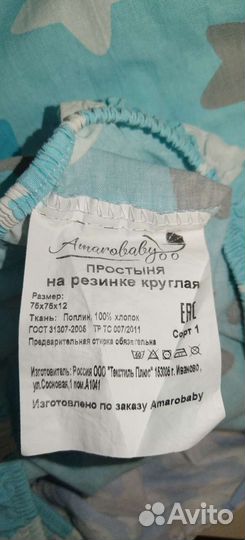 Amarobaby
ПРОСТЫНЯ
на резинке круглая
Размер:
75х75х12
Ткань: Поплин, 100% хлопок
ГОСТ 31307-2005 ТР ТС 007/2011
EAC
Сорт 1
Предварительная стирка обязательна
Изготовитель: Россия ООО "Текстиль Плюс" 153006 г. Иваново,
ул.Сосновая,1 пом.А1041
Изготовлено по заказу Amarobaby
Avito